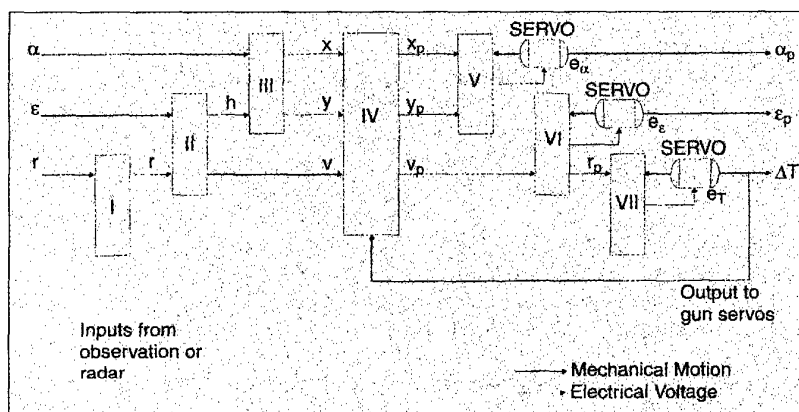 SERVO
α x x_p e_α α_p
III V SERVO
ε h y IV y_p e_ε ε_p
II VI SERVO
r r v v_p r_p ΔT
I VII e_T
Output to
gun servos
Inputs from
observation or
radar
Mechanical Motion
Electrical Voltage